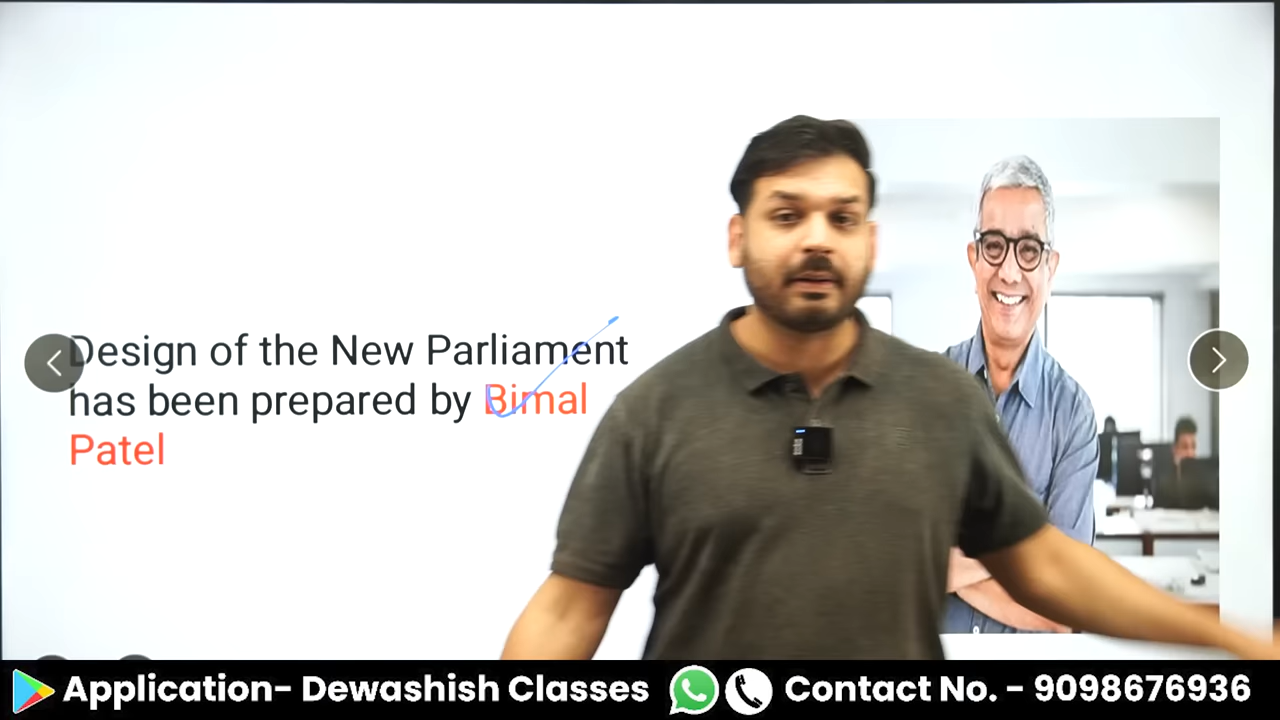 Design of the New Parliament
has been prepared by Bimal
Patel
Application- Dewashish Classes Contact No. - 9098676936